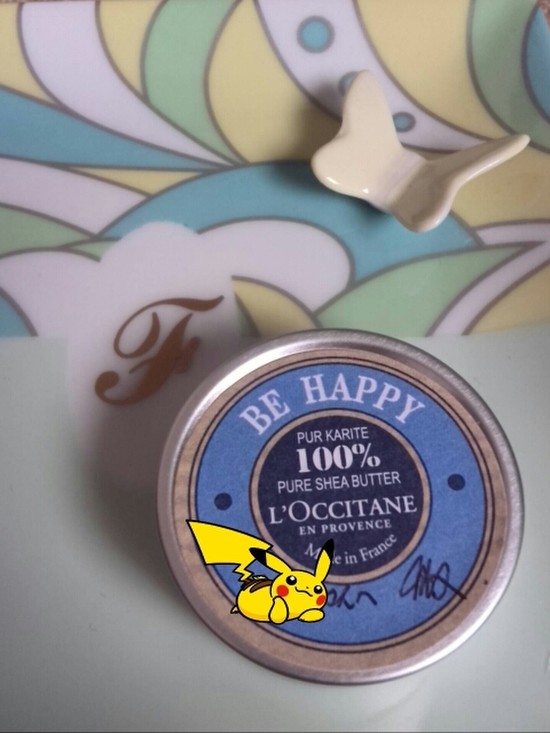 F
BE HAPPY
PUR KARITE
100%
PURE SHEA BUTTER
L'OCCITANE
EN PROVENCE
Made in France